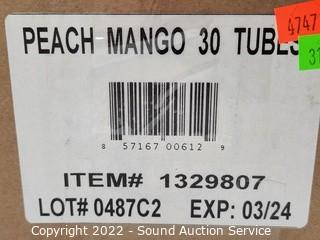 PEACH MANGO 30 TUBES
4747
8 57167 00612 9
ITEM# 1329807
LOT# 0487C2 EXP: 03/24
Copyright 2022 - Sound Auction Service